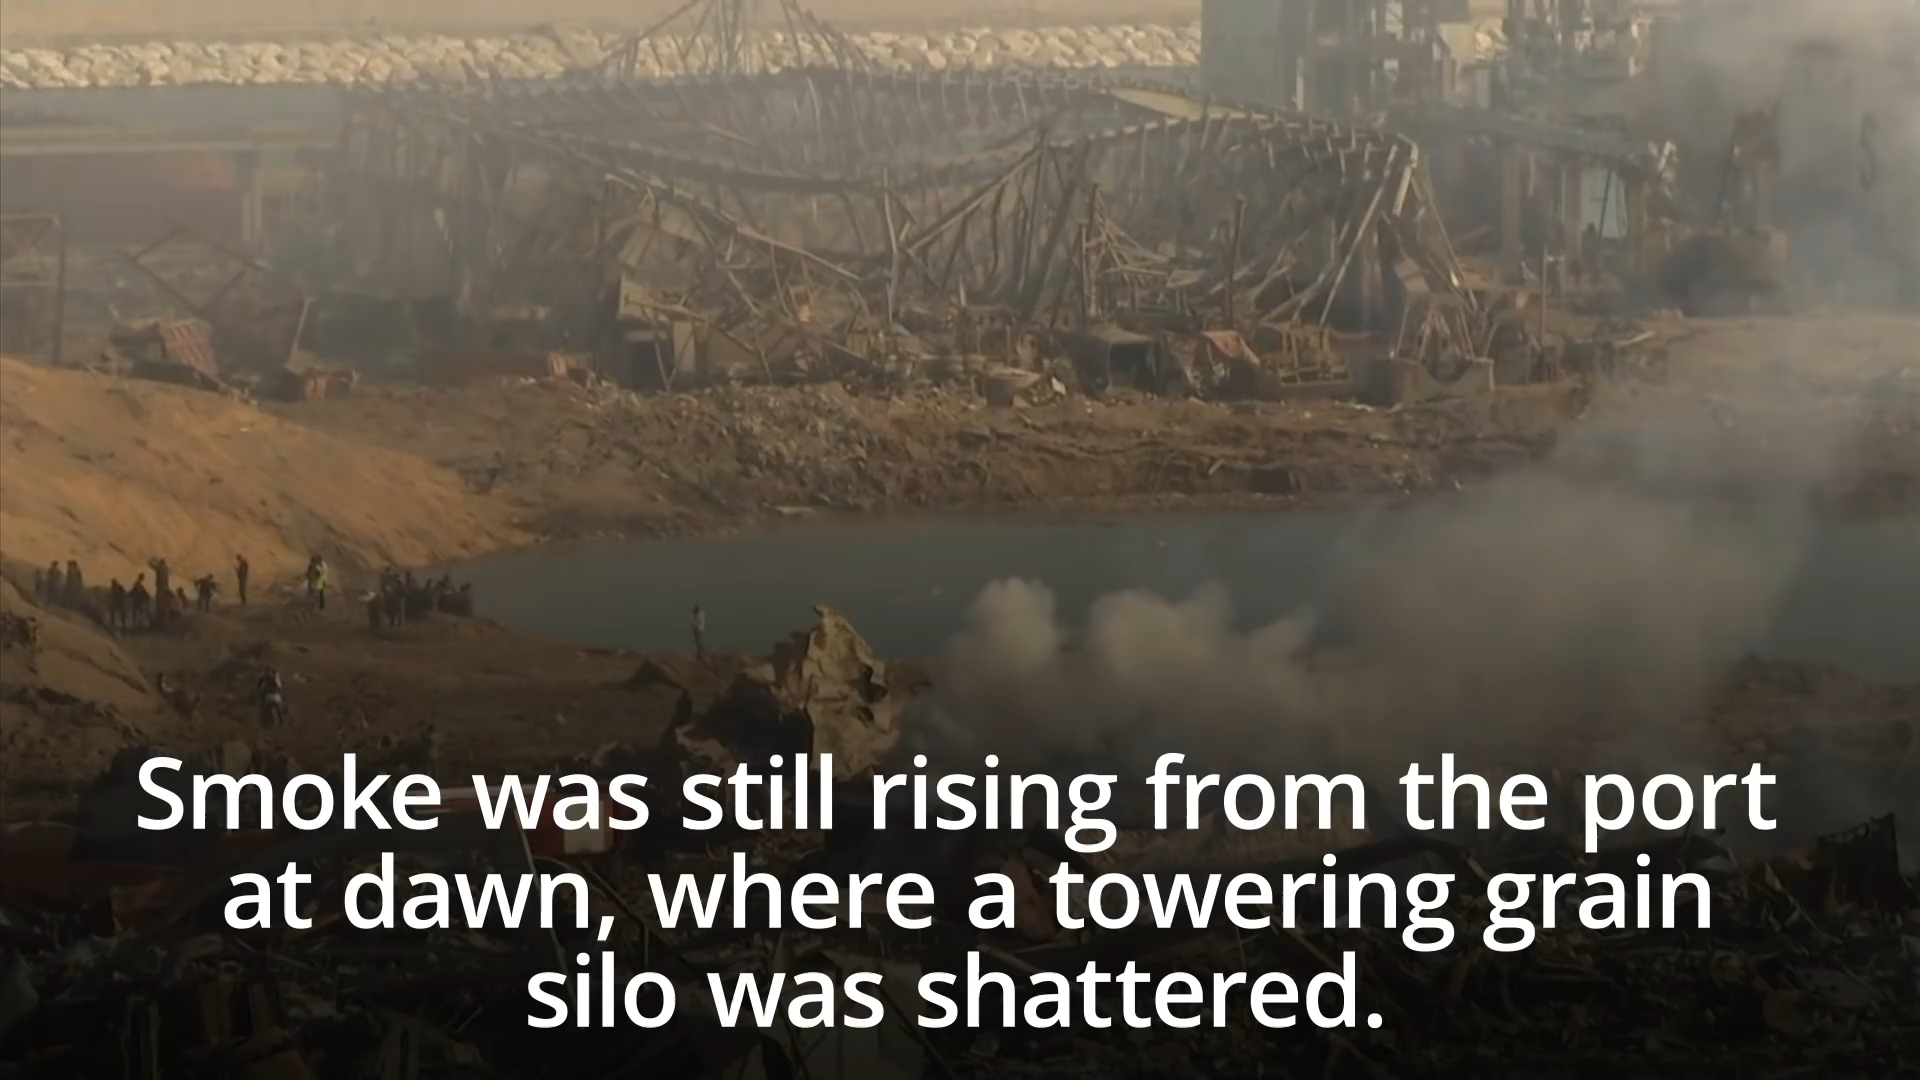 Smoke was still rising from the port
at dawn, where a towering grain
silo was shattered.